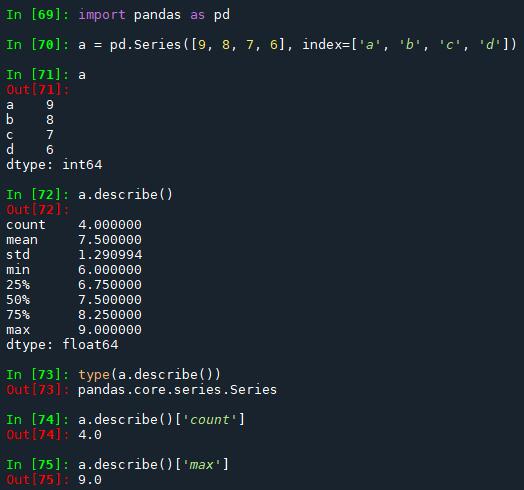 In [69]: import pandas as pd
In [70]: a = pd.Series([9, 8, 7, 6], index=['a', 'b', 'c', 'd'])
In [71]: a
Out[71]:
a    9
b    8
c    7
d    6
dtype: int64
In [72]: a.describe()
Out[72]:
count    4.000000
mean     7.500000
std      1.290994
min      6.000000
25%      6.750000
50%      7.500000
75%      8.250000
max      9.000000
dtype: float64
In [73]: type(a.describe())
Out[73]: pandas.core.series.Series
In [74]: a.describe()['count']
Out[74]: 4.0
In [75]: a.describe()['max']
Out[75]: 9.0